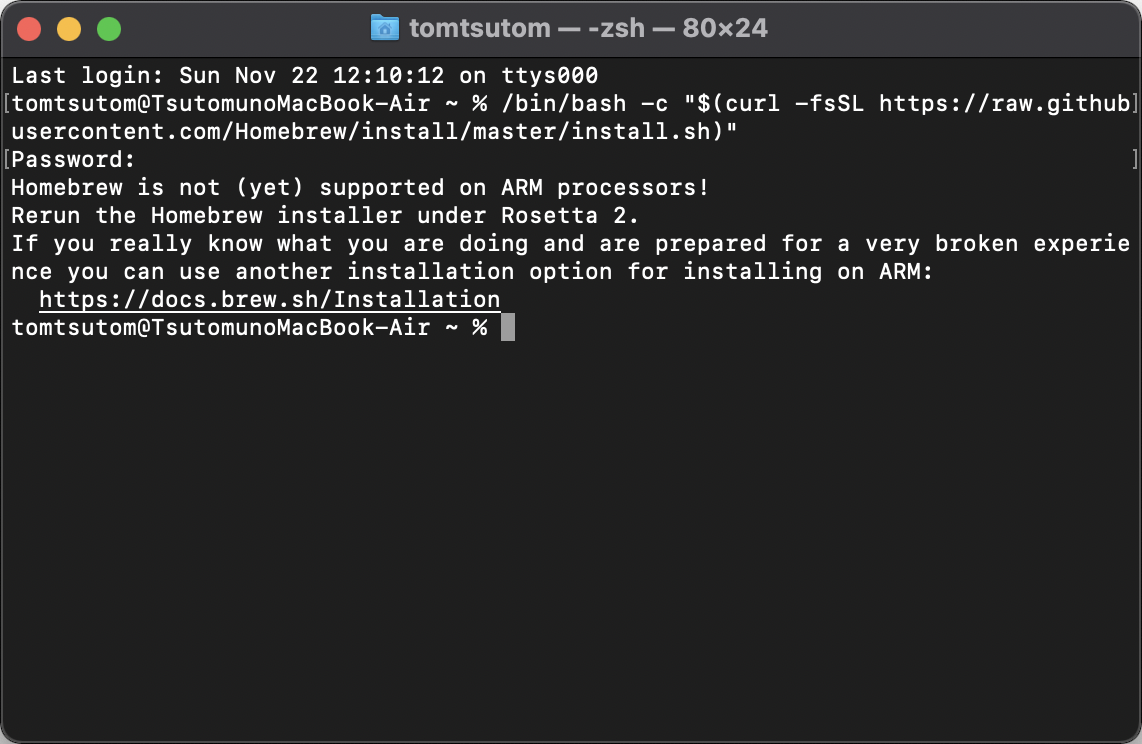 tomtsutom — -zsh — 80×24
Last login: Sun Nov 22 12:10:12 on ttys000
[tomtsutom@TsutomunoMacBook-Air ~ % /bin/bash -c "$(curl -fsSL https://raw.github]
usercontent.com/Homebrew/install/master/install.sh)"
[Password:]
Homebrew is not (yet) supported on ARM processors!
Rerun the Homebrew installer under Rosetta 2.
If you really know what you are doing and are prepared for a very broken experie
nce you can use another installation option for installing on ARM:
https://docs.brew.sh/Installation
tomtsutom@TsutomunoMacBook-Air ~ %